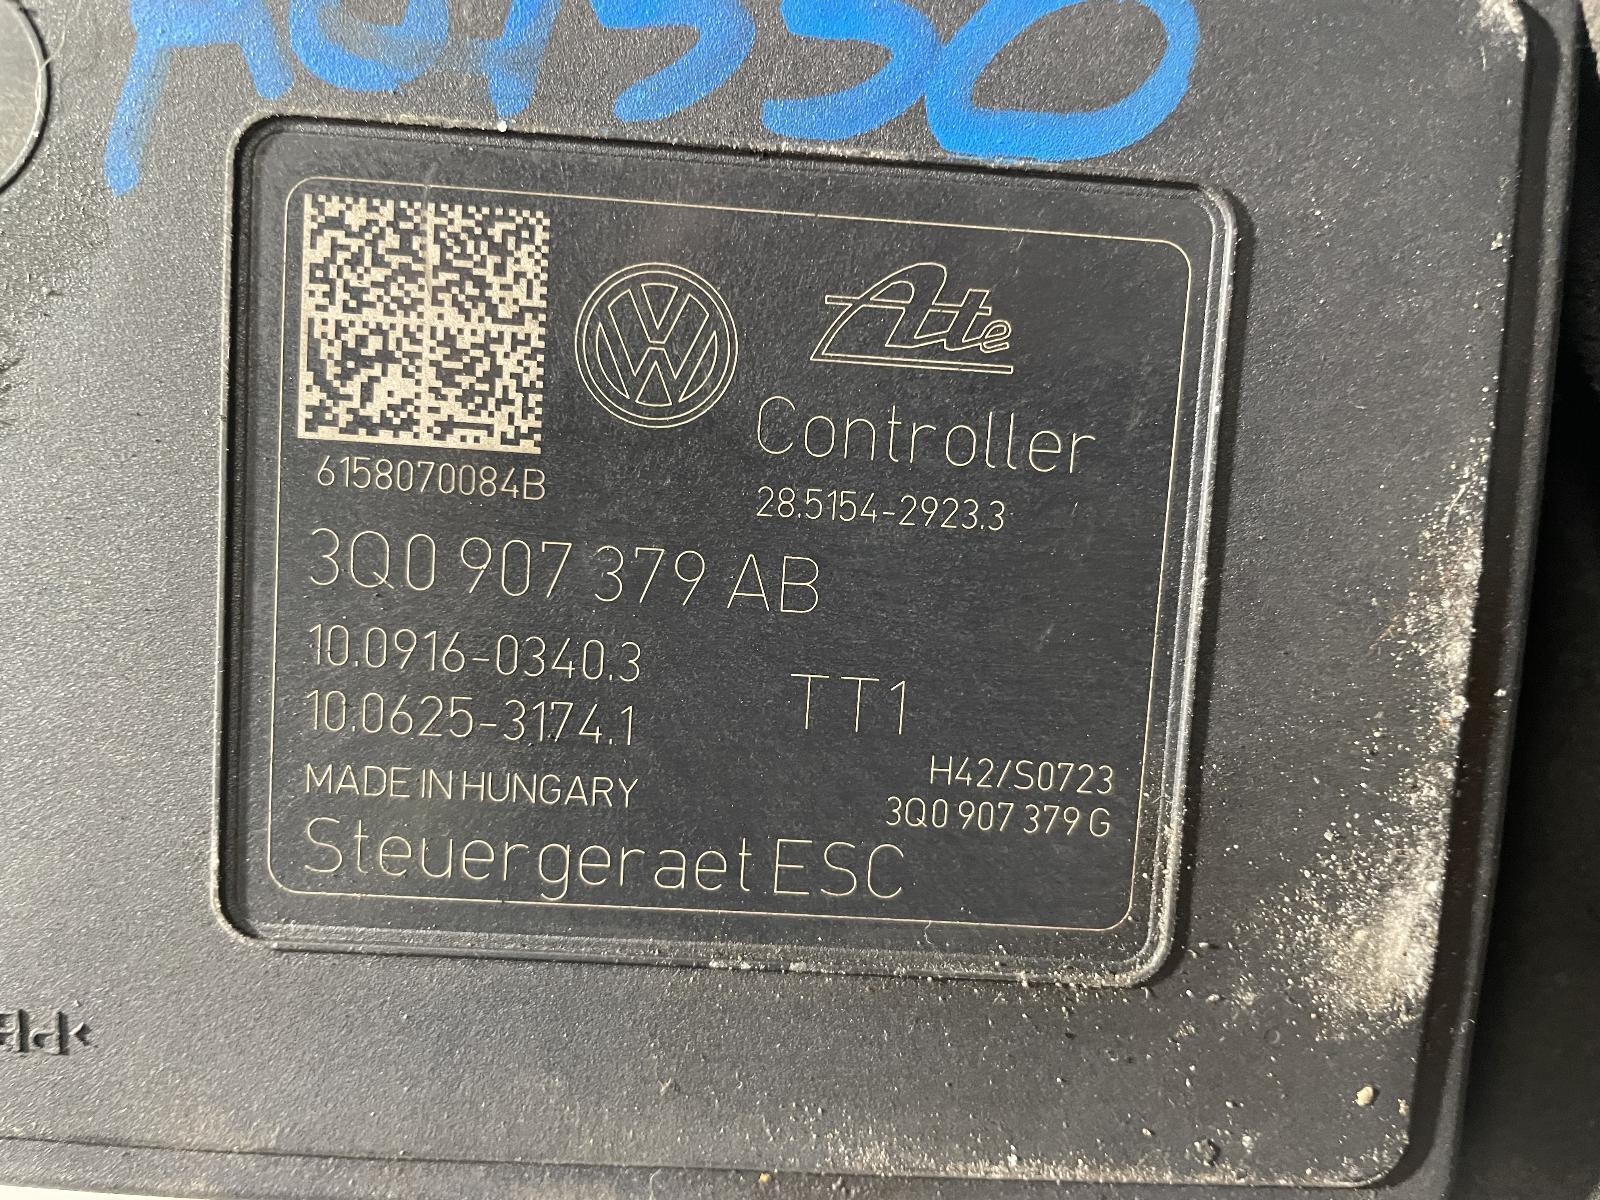 6158070084B
Ate
Controller
28.5154-2923.3
3Q0 907 379 AB
10.0916-0340.3
10.0625-3174.1
TT1
MADE IN HUNGARY
H42/S0723
3Q0 907 379 G
Steuergeraet ESC